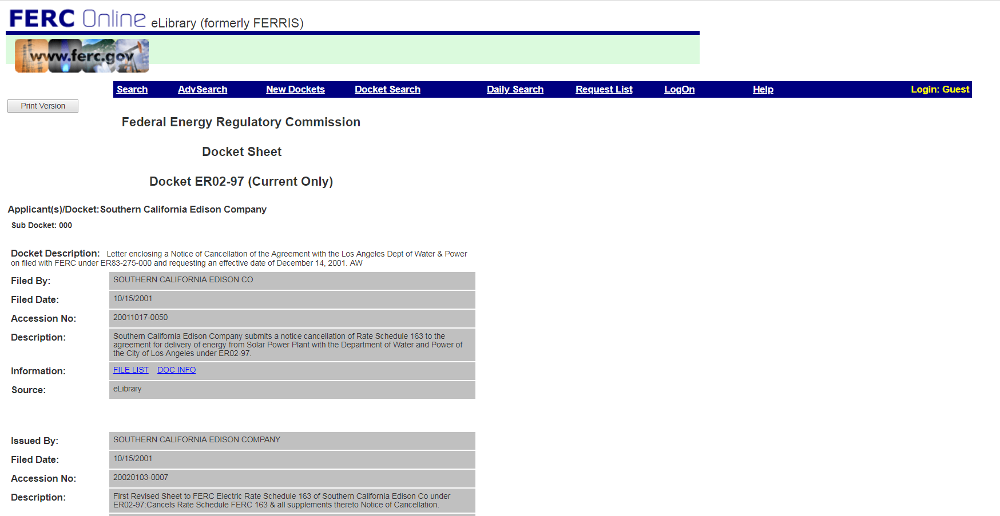 FERC Online eLibrary (formerly FERRIS)
www.ferc.gov
Search AdvSearch New Dockets Docket Search Daily Search Request List LogOn Help Login: Guest
Print Version
Federal Energy Regulatory Commission
Docket Sheet
Docket ER02-97 (Current Only)
Applicant(s)/Docket:Southern California Edison Company
Sub Docket: 000
Docket Description: Letter enclosing a Notice of Cancellation of the Agreement with the Los Angeles Dept of Water & Power
on filed with FERC under ER83-275-000 and requesting an effective date of December 14, 2001. AW
Filed By: SOUTHERN CALIFORNIA EDISON CO
Filed Date: 10/15/2001
Accession No: 20011017-0050
Description: Southern California Edison Company submits a notice cancellation of Rate Schedule 163 to the
agreement for delivery of energy from Solar Power Plant with the Department of Water and Power of
the City of Los Angeles under ER02-97.
Information: FILE LIST DOC INFO
Source: eLibrary
Issued By: SOUTHERN CALIFORNIA EDISON COMPANY
Filed Date: 10/15/2001
Accession No: 20020103-0007
Description: First Revised Sheet to FERC Electric Rate Schedule 163 of Southern California Edison Co under
ER02-97:Cancels Rate Schedule FERC 163 & all supplements thereto Notice of Cancellation.